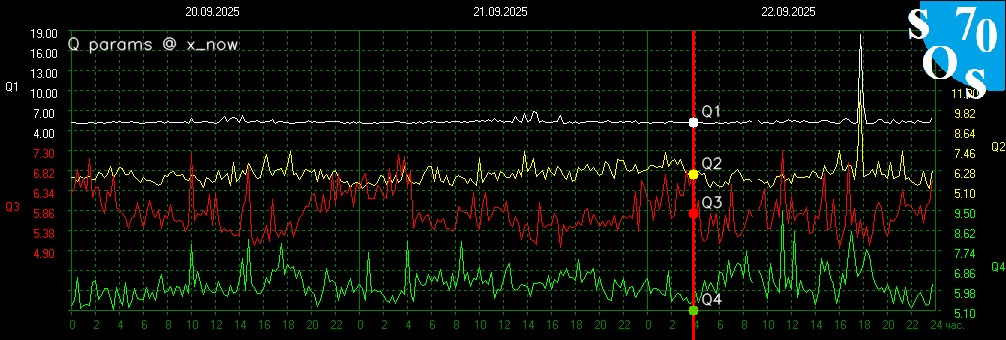 20.09.2025 21.09.2025 22.09.2025
Q params @ x_now
S 70
OS
Q1
19.00
16.00
13.00
10.00
7.00
4.00
Q3
7.30
6.82
6.34
5.86
5.38
4.90
Q1
Q2
Q3
Q4
11.00
9.82
8.64
7.46
6.28
5.10
Q2
9.50
8.62
7.74
6.86
5.98
5.10
Q4
0 2 4 6 8 10 12 14 16 18 20 22 0 2 4 6 8 10 12 14 16 18 20 22 0 2 4 6 8 10 12 14 16 18 20 22 24 час.